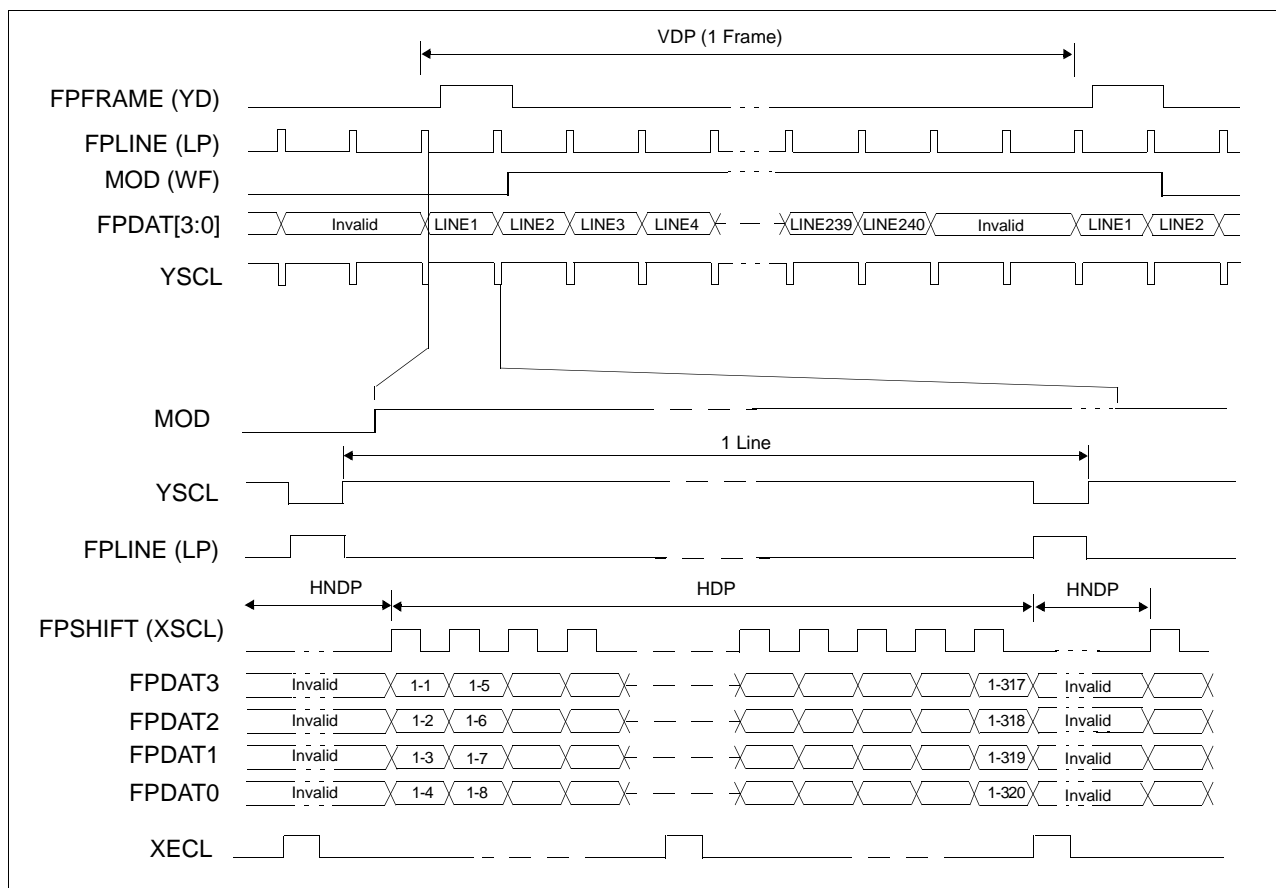 VDP (1 Frame)
FPFRAME (YD)
FPLINE (LP)
MOD (WF)
FPDAT[3:0] Invalid LINE1 LINE2 LINE3 LINE4 LINE239 LINE240 Invalid LINE1 LINE2
YSCL
MOD
1 Line
YSCL
FPLINE (LP)
HNDP HDP HNDP
FPSHIFT (XSCL)
FPDAT3 Invalid 1-1 1-5 1-317 Invalid
FPDAT2 Invalid 1-2 1-6 1-318 Invalid
FPDAT1 Invalid 1-3 1-7 1-319 Invalid
FPDAT0 Invalid 1-4 1-8 1-320 Invalid
XECL